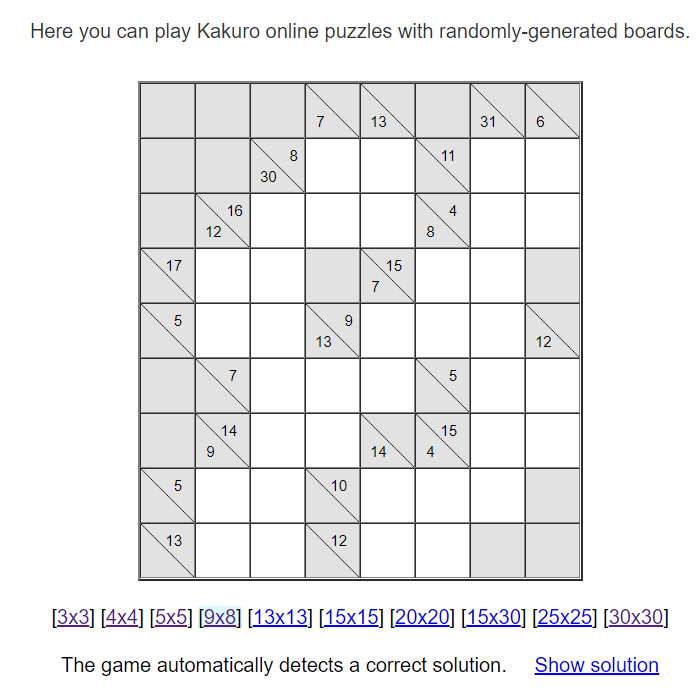 Here you can play Kakuro online puzzles with randomly-generated boards.
7 13 31 6
8 30 11
16 12 4 8
17 15 7
5 9 13 12
7 5
14 9 14 15 4
5 10
13 12
[3x3] [4x4] [5x5] [9x8] [13x13] [15x15] [20x20] [15x30] [25x25] [30x30]
The game automatically detects a correct solution. Show solution